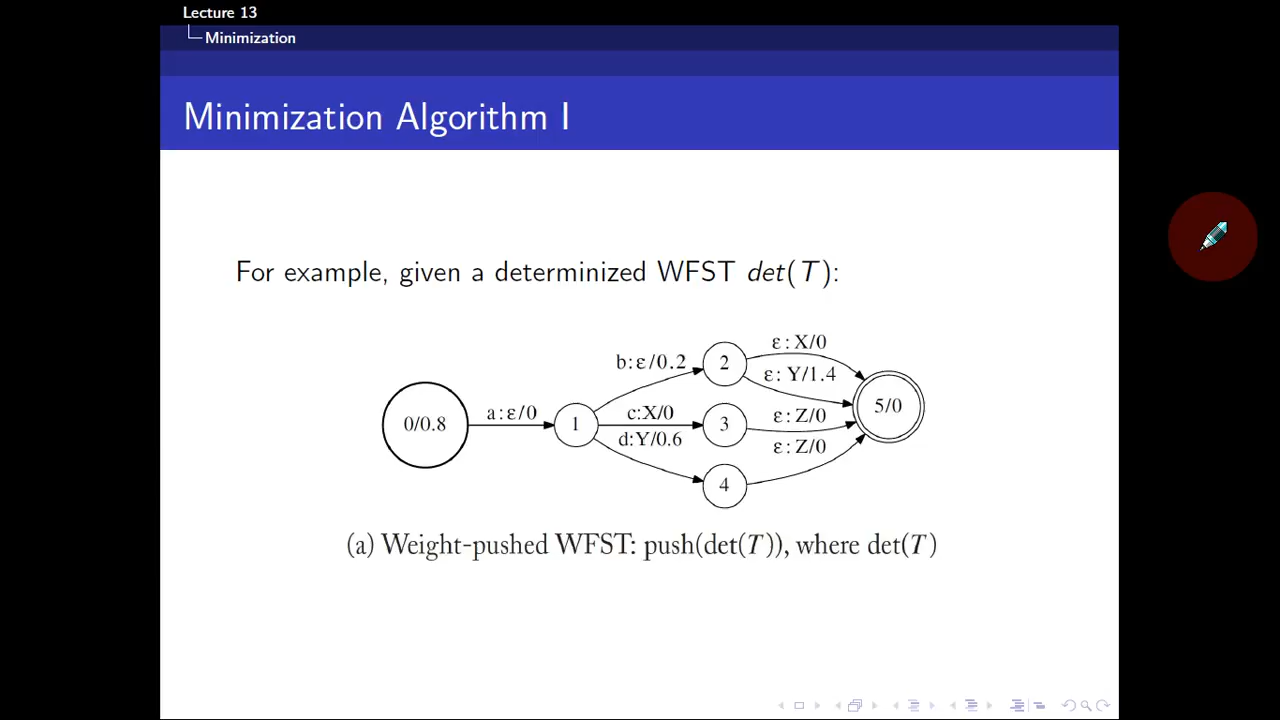 Lecture 13
Minimization
Minimization Algorithm I
For example, given a determinized WFST det(T):
0/0.8
a:ε/0
1
b:ε/0.2
c:X/0
d:Y/0.6
2
3
4
ε:X/0
ε:Y/1.4
ε:Z/0
ε:Z/0
5/0
(a) Weight-pushed WFST: push(det(T)), where det(T)